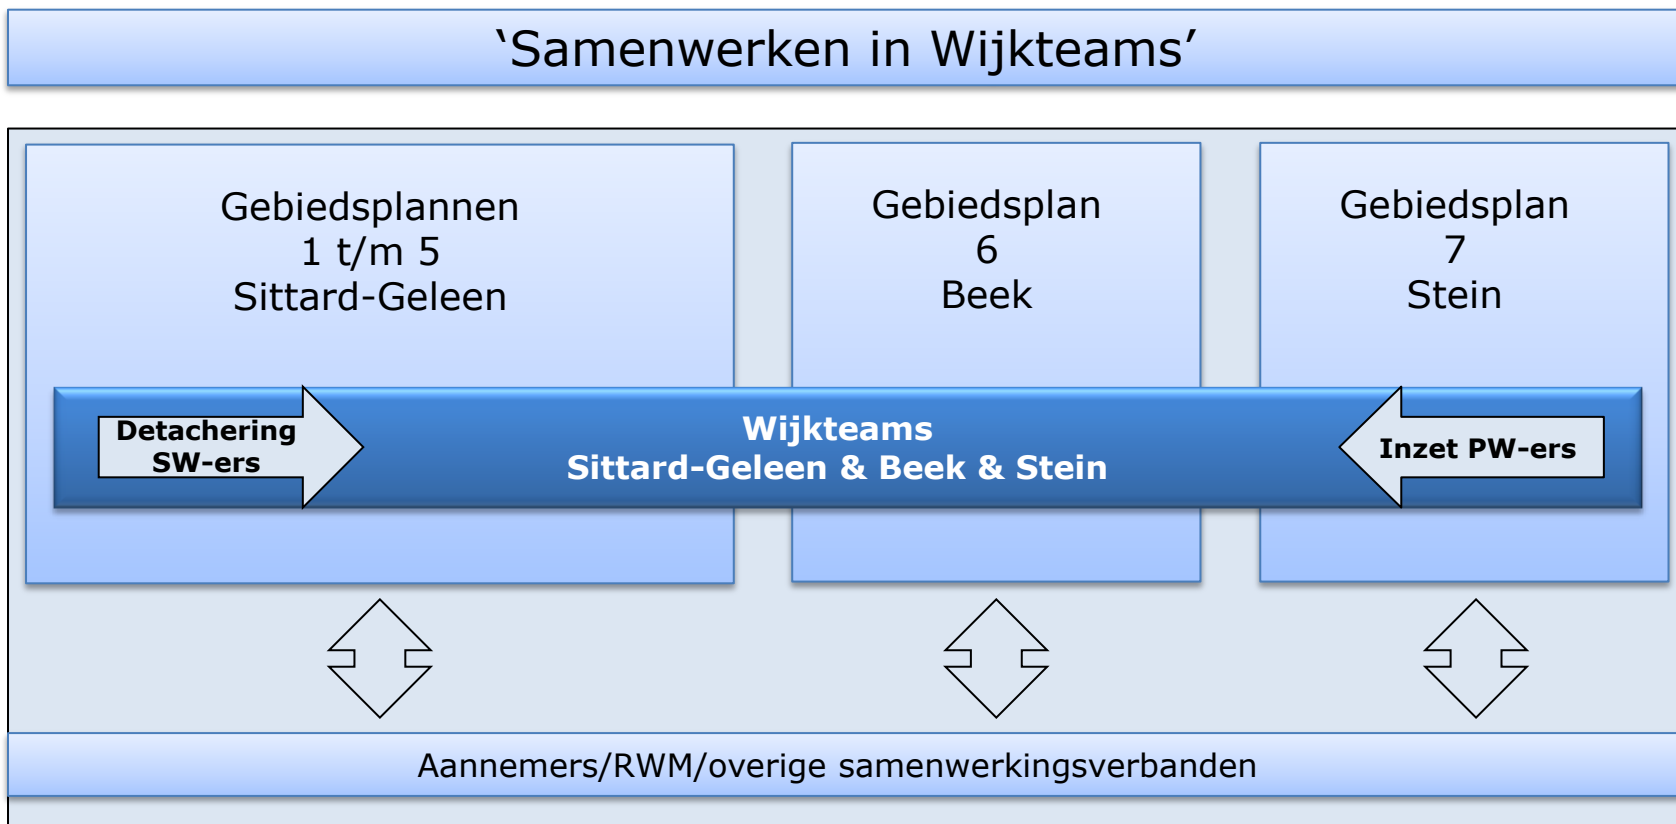 ‘Samenwerken in Wijkteams’
Gebiedsplannen
1 t/m 5
Sittard-Geleen
Gebiedsplan
6
Beek
Gebiedsplan
7
Stein
Detachering
SW-ers
Wijkteams
Sittard-Geleen & Beek & Stein
Inzet PW-ers
Aannemers/RWM/overige samenwerkingsverbanden